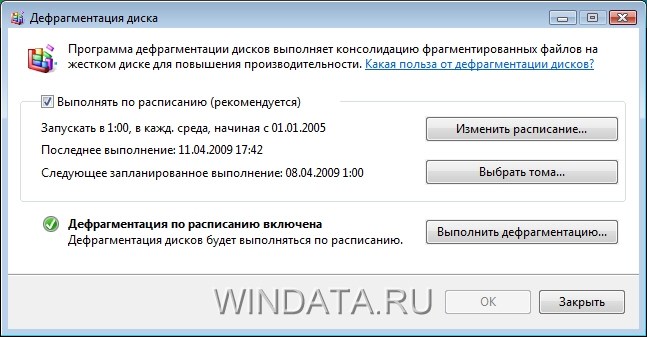 Дефрагментация диска
Программа дефрагментации дисков выполняет консолидацию фрагментированных файлов на
жестком диске для повышения производительности. Какая польза от дефрагментации дисков?
Выполнять по расписанию (рекомендуется)
Запускать в 1:00, в кажд. среда, начиная с 01.01.2005
Изменить расписание...
Последнее выполнение: 11.04.2009 17:42
Следующее запланированное выполнение: 08.04.2009 1:00
Выбрать тома...
Дефрагментация по расписанию включена
Дефрагментация дисков будет выполняться по расписанию.
Выполнить дефрагментацию...
WINDATA.RU
ОК
Закрыть